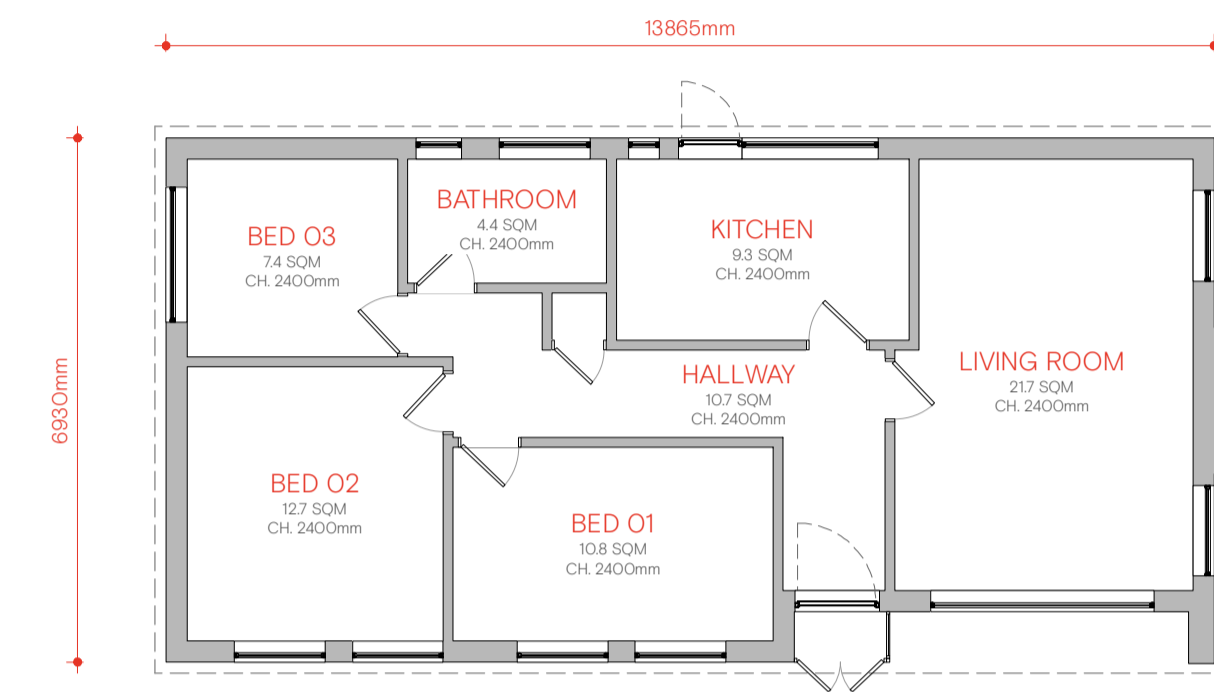 13865mm
6930mm
BED 03
7.4 SQM
CH. 2400mm
BATHROOM
4.4 SQM
CH. 2400mm
KITCHEN
9.3 SQM
CH. 2400mm
LIVING ROOM
21.7 SQM
CH. 2400mm
HALLWAY
10.7 SQM
CH. 2400mm
BED 02
12.7 SQM
CH. 2400mm
BED 01
10.8 SQM
CH. 2400mm